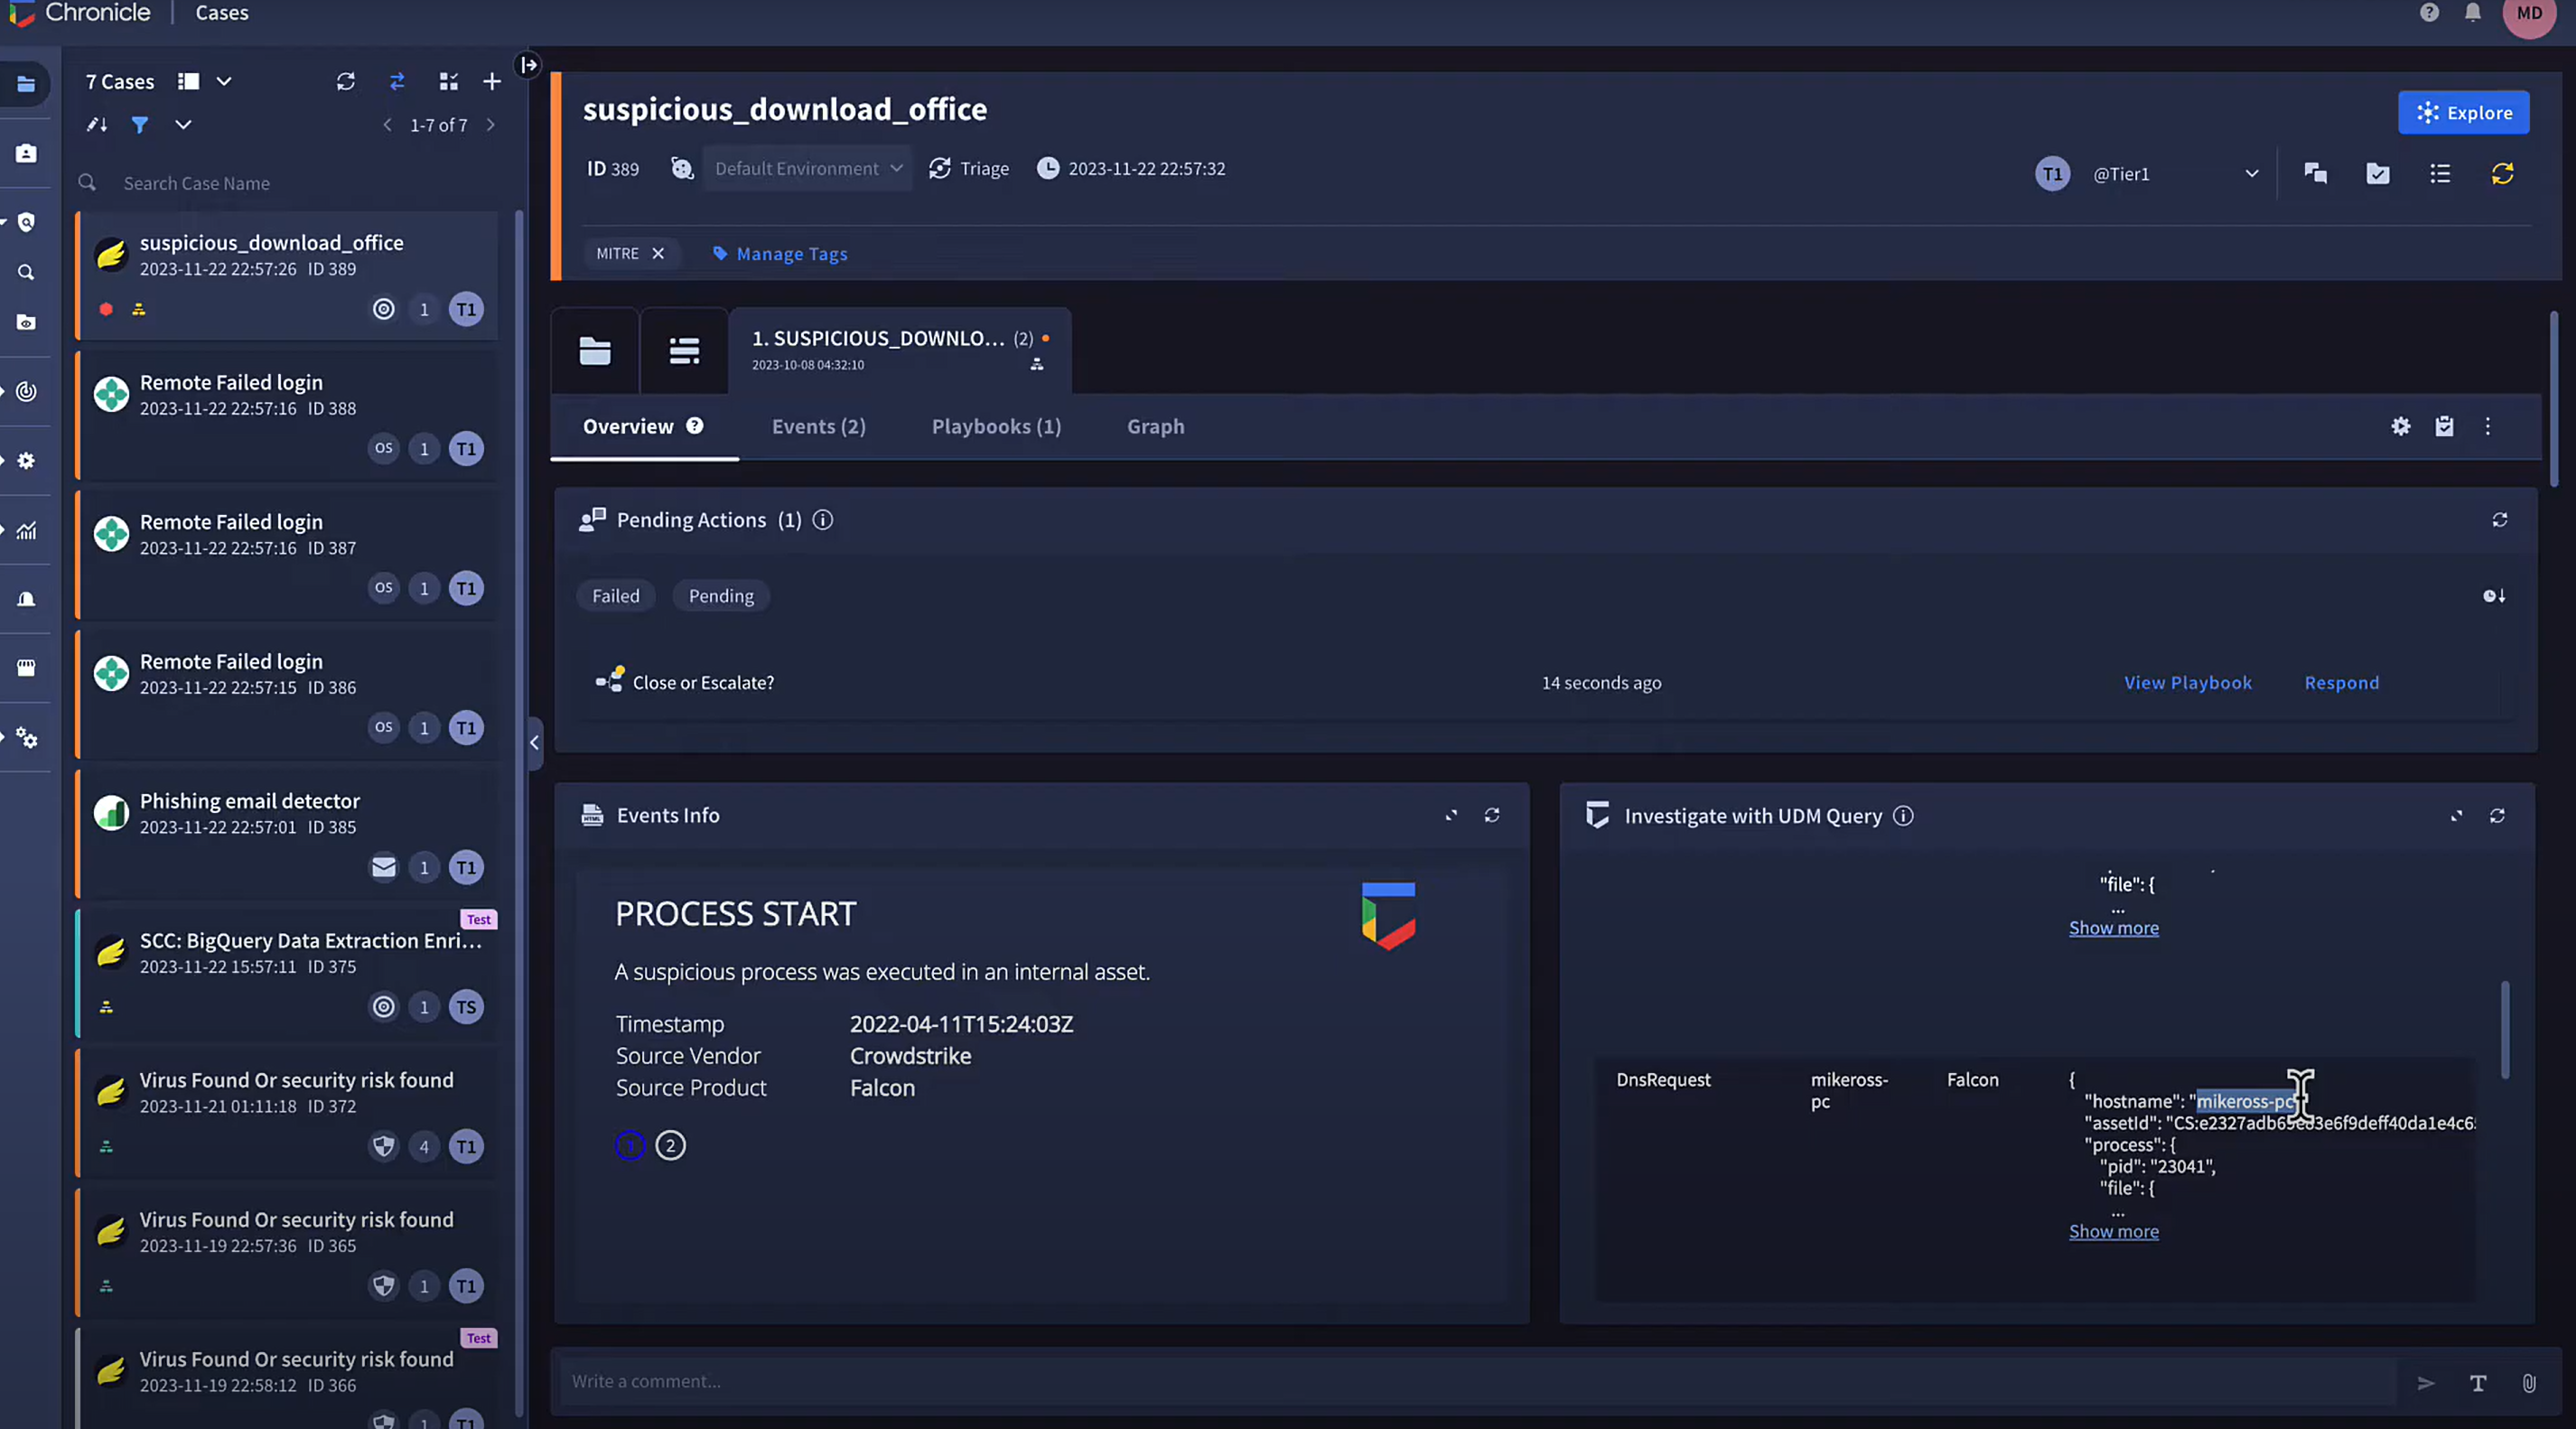 Chronicle
Cases
MD
7 Cases
1-7 of 7
Search Case Name
suspicious_download_office
2023-11-22 22:57:26 ID 389
1
T1
Remote Failed login
2023-11-22 22:57:16 ID 388
OS
1
T1
Remote Failed login
2023-11-22 22:57:16 ID 387
OS
1
T1
Remote Failed login
2023-11-22 22:57:15 ID 386
OS
1
T1
Phishing email detector
2023-11-22 22:57:01 ID 385
1
T1
Test
SCC: BigQuery Data Extraction Enri...
2023-11-22 15:57:11 ID 375
1
TS
Virus Found Or security risk found
2023-11-21 01:11:18 ID 372
4
T1
Virus Found Or security risk found
2023-11-19 22:57:36 ID 365
1
T1
Test
Virus Found Or security risk found
2023-11-19 22:58:12 ID 366
1
T1
suspicious_download_office
Explore
ID 389
Default Environment
Triage
2023-11-22 22:57:32
T1
@Tier1
MITRE
Manage Tags
1. SUSPICIOUS_DOWNLO... (2)
2023-10-08 04:32:10
Overview
Events (2)
Playbooks (1)
Graph
Pending Actions (1)
Failed
Pending
Close or Escalate?
14 seconds ago
View Playbook
Respond
Events Info
PROCESS START
A suspicious process was executed in an internal asset.
Timestamp 2022-04-11T15:24:03Z
Source Vendor Crowdstrike
Source Product Falcon
1 2
Investigate with UDM Query
"file": {
...
Show more
DnsRequest
mikeross-
pc
Falcon
{
"hostname": "mikeross-pc
"assetId":
"process": {
"pid": "23041",
"file": {
...
Show more
Write a comment...